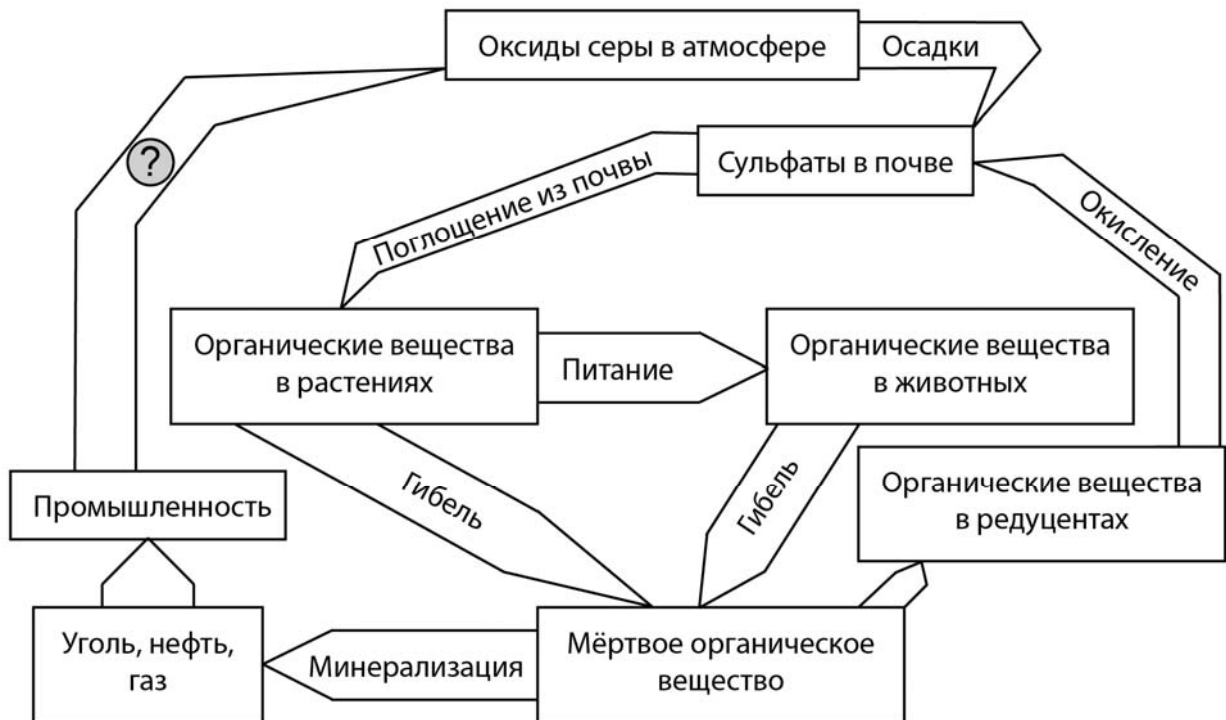 Оксиды серы в атмосфере
Осадки
?
Поглощение из почвы
Сульфаты в почве
Окисление
Органические вещества
в растениях
Питание
Органические вещества
в животных
Промышленность
Гибель
Гибель
Органические вещества
в редуцентах
Уголь, нефть,
газ
Минерализация
Мёртвое органическое
вещество